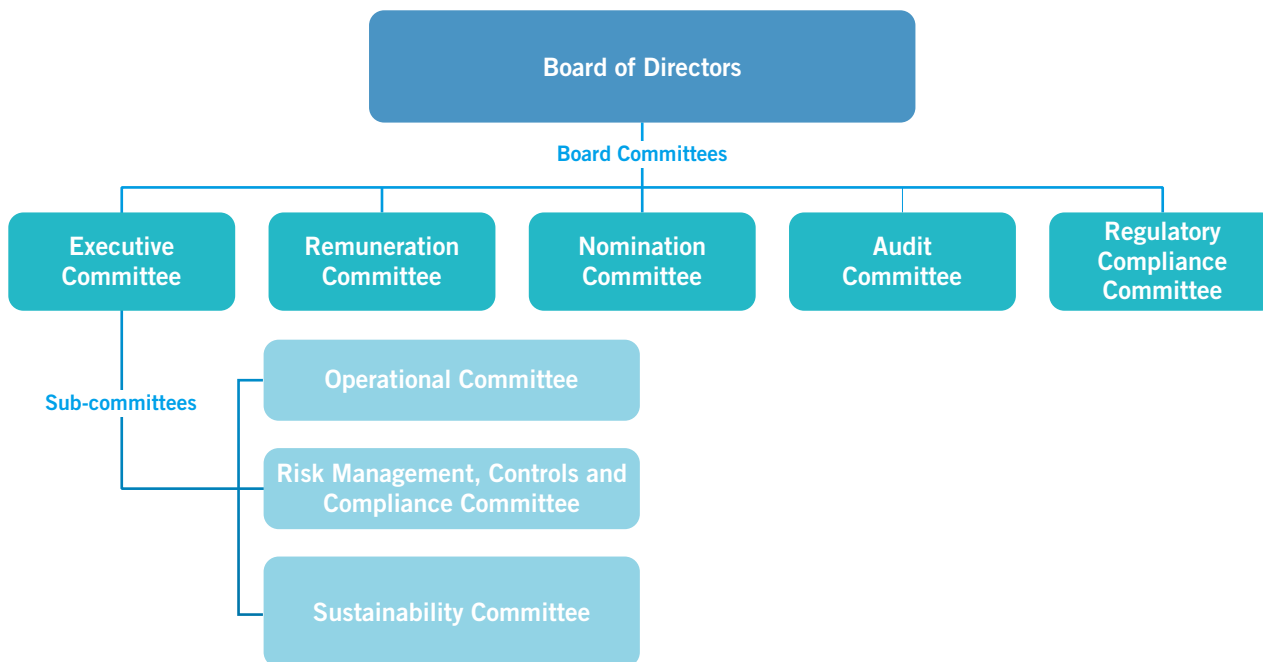 Board of Directors
Board Committees
Executive
Committee
Remuneration
Committee
Nomination
Committee
Audit
Committee
Regulatory
Compliance
Committee
Operational Committee
Sub-committees
Risk Management, Controls and
Compliance Committee
Sustainability Committee